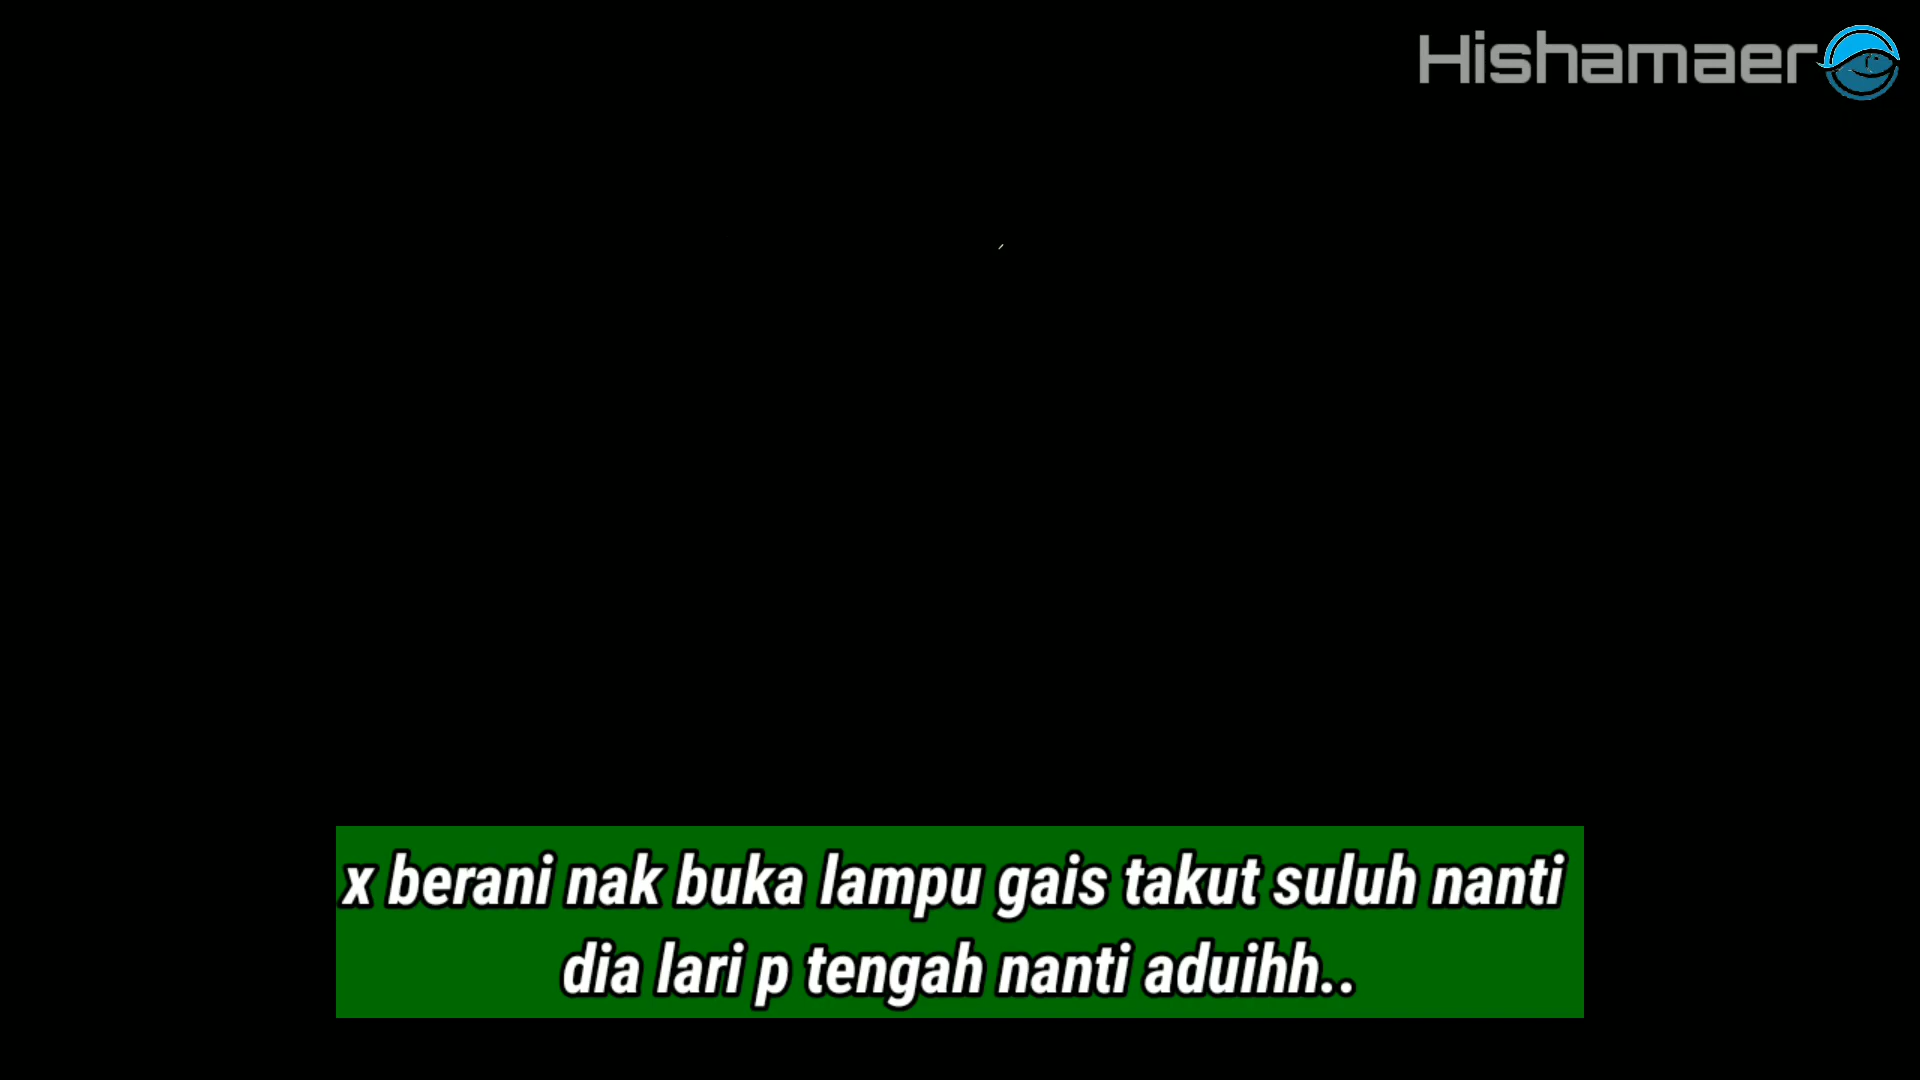 Hishamaer
x berani nak buka lampu gais takut suluh nanti
dia lari p tengah nanti aduihh..